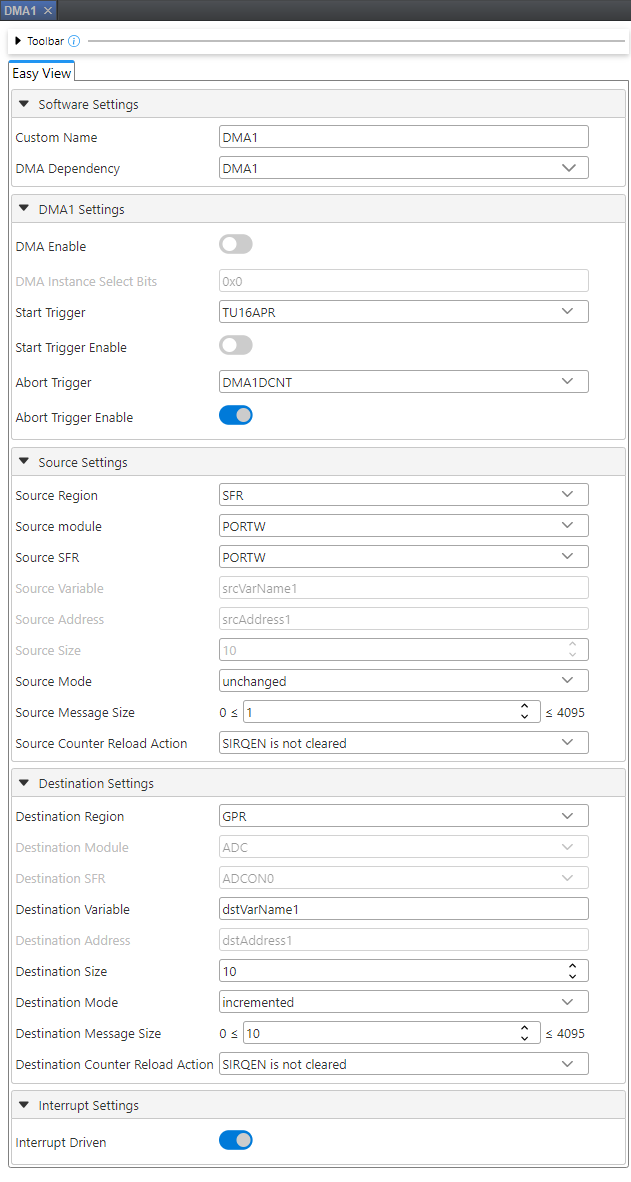 DMA1 ×
Toolbar
Easy View
Software Settings
Custom Name DMA1
DMA Dependency DMA1
DMA1 Settings
DMA Enable
DMA Instance Select Bits 0x0
Start Trigger TU16APR
Start Trigger Enable
Abort Trigger DMA1DCNT
Abort Trigger Enable
Source Settings
Source Region SFR
Source module PORTW
Source SFR PORTW
Source Variable srcVarName1
Source Address srcAddress1
Source Size 10
Source Mode unchanged
Source Message Size 0 ≤ 1 ≤ 4095
Source Counter Reload Action SIRQEN is not cleared
Destination Settings
Destination Region GPR
Destination Module ADC
Destination SFR ADCON0
Destination Variable dstVarName1
Destination Address dstAddress1
Destination Size 10
Destination Mode incremented
Destination Message Size 0 ≤ 10 ≤ 4095
Destination Counter Reload Action SIRQEN is not cleared
Interrupt Settings
Interrupt Driven